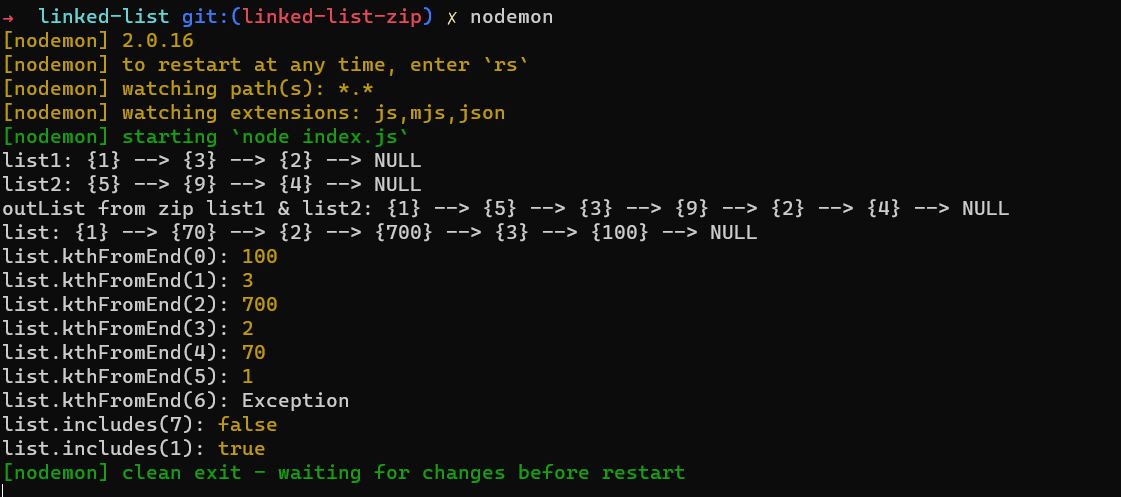 → linked-list git:(linked-list-zip) ✗ nodemon
[nodemon] 2.0.16
[nodemon] to restart at any time, enter `rs`
[nodemon] watching path(s): *.*
[nodemon] watching extensions: js,mjs,json
[nodemon] starting `node index.js`
list1: {1} --> {3} --> {2} --> NULL
list2: {5} --> {9} --> {4} --> NULL
outList from zip list1 & list2: {1} --> {5} --> {3} --> {9} --> {2} --> {4} --> NULL
list: {1} --> {70} --> {2} --> {700} --> {3} --> {100} --> NULL
list.kthFromEnd(0): 100
list.kthFromEnd(1): 3
list.kthFromEnd(2): 700
list.kthFromEnd(3): 2
list.kthFromEnd(4): 70
list.kthFromEnd(5): 1
list.kthFromEnd(6): Exception
list.includes(7): false
list.includes(1): true
[nodemon] clean exit - waiting for changes before restart